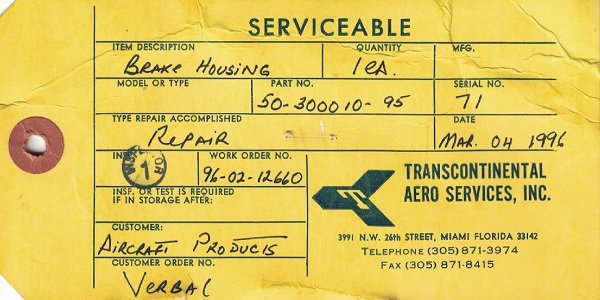 SERVICEABLE
ITEM DESCRIPTION QUANTITY MFG.
BRAKE HOUSING 1EA.
MODEL OR TYPE PART NO. SERIAL NO.
50-300010-95 71
TYPE REPAIR ACCOMPLISHED DATE
REPAIR MAR. 04 1996
INSPECTOR 1
WORK ORDER NO.
96-02-12660
INSP. OR TEST IS REQUIRED
IF IN STORAGE AFTER:
CUSTOMER:
AIRCRAFT PRODUCTS
CUSTOMER ORDER NO.
VERBAL
T
TRANSCONTINENTAL
AERO SERVICES, INC.
3991 N.W. 26th STREET, MIAMI FLORIDA 33142
TELEPHONE (305) 871-3974
FAX (305) 871-8415